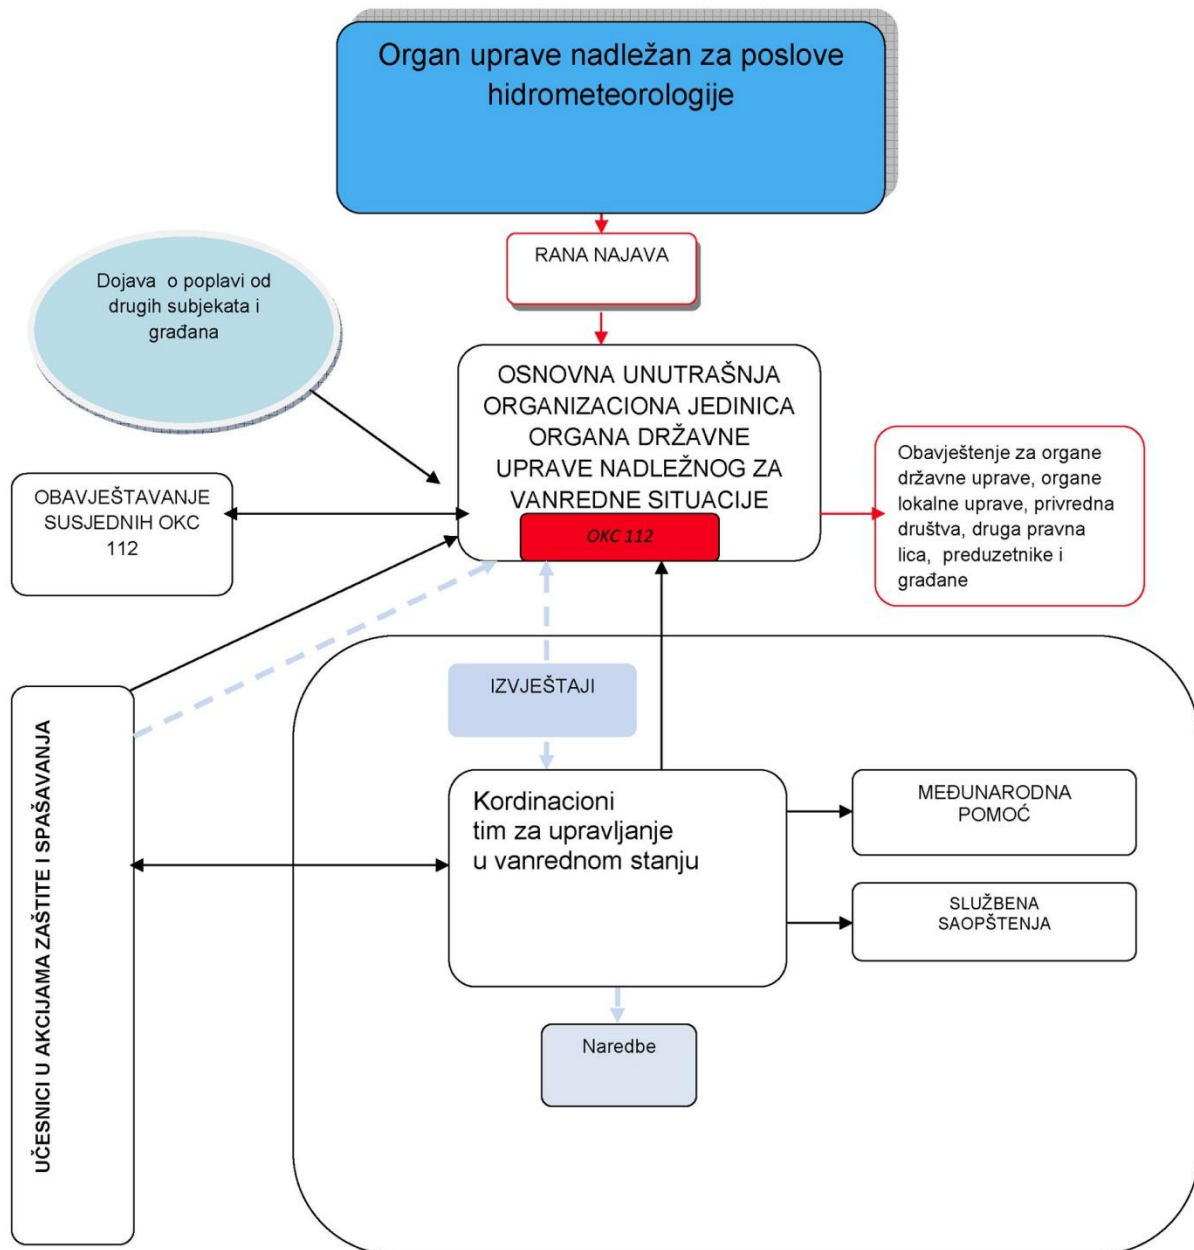 Organ uprave nadležan za poslove
hidrometeorologije
RANA NAJAVA
Dojava o poplavi od
drugih subjekata i
građana
OSNOVNA UNUTRAŠNJA
ORGANIZACIONA JEDINICA
ORGANA DRŽAVNE
UPRAVE NADLEŽNOG ZA
VANREDNE SITUACIJE
OKC 112
OBAVJEŠTAVANJE
SUSJEDNIH OKC
112
Obavještenje za organe
državne uprave, organe
lokalne uprave, privredna
društva, druga pravna
lica, preduzetnike i
građane
IZVJEŠTAJI
UČESNICI U AKCIJAMA ZAŠTITE I SPAŠAVANJA
Kordinacioni
tim za upravljanje
u vanrednom stanju
MEĐUNARODNA
POMOĆ
SLUŽBENA
SAOPŠTENJA
Naredbe